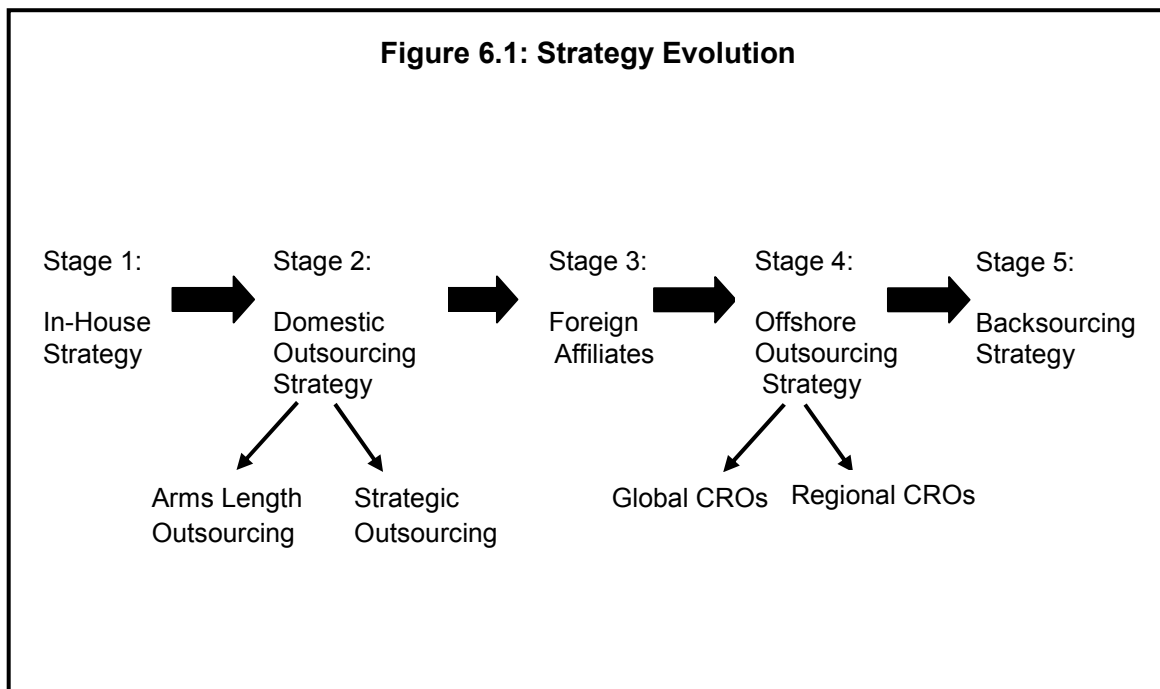 Figure 6.1: Strategy Evolution
Stage 1:
In-House
Strategy
Stage 2:
Domestic
Outsourcing
Strategy
Arms Length
Outsourcing
Strategic
Outsourcing
Stage 3:
Foreign
Affiliates
Stage 4:
Offshore
Outsourcing
Strategy
Global CROs
Regional CROs
Stage 5:
Backsourcing
Strategy